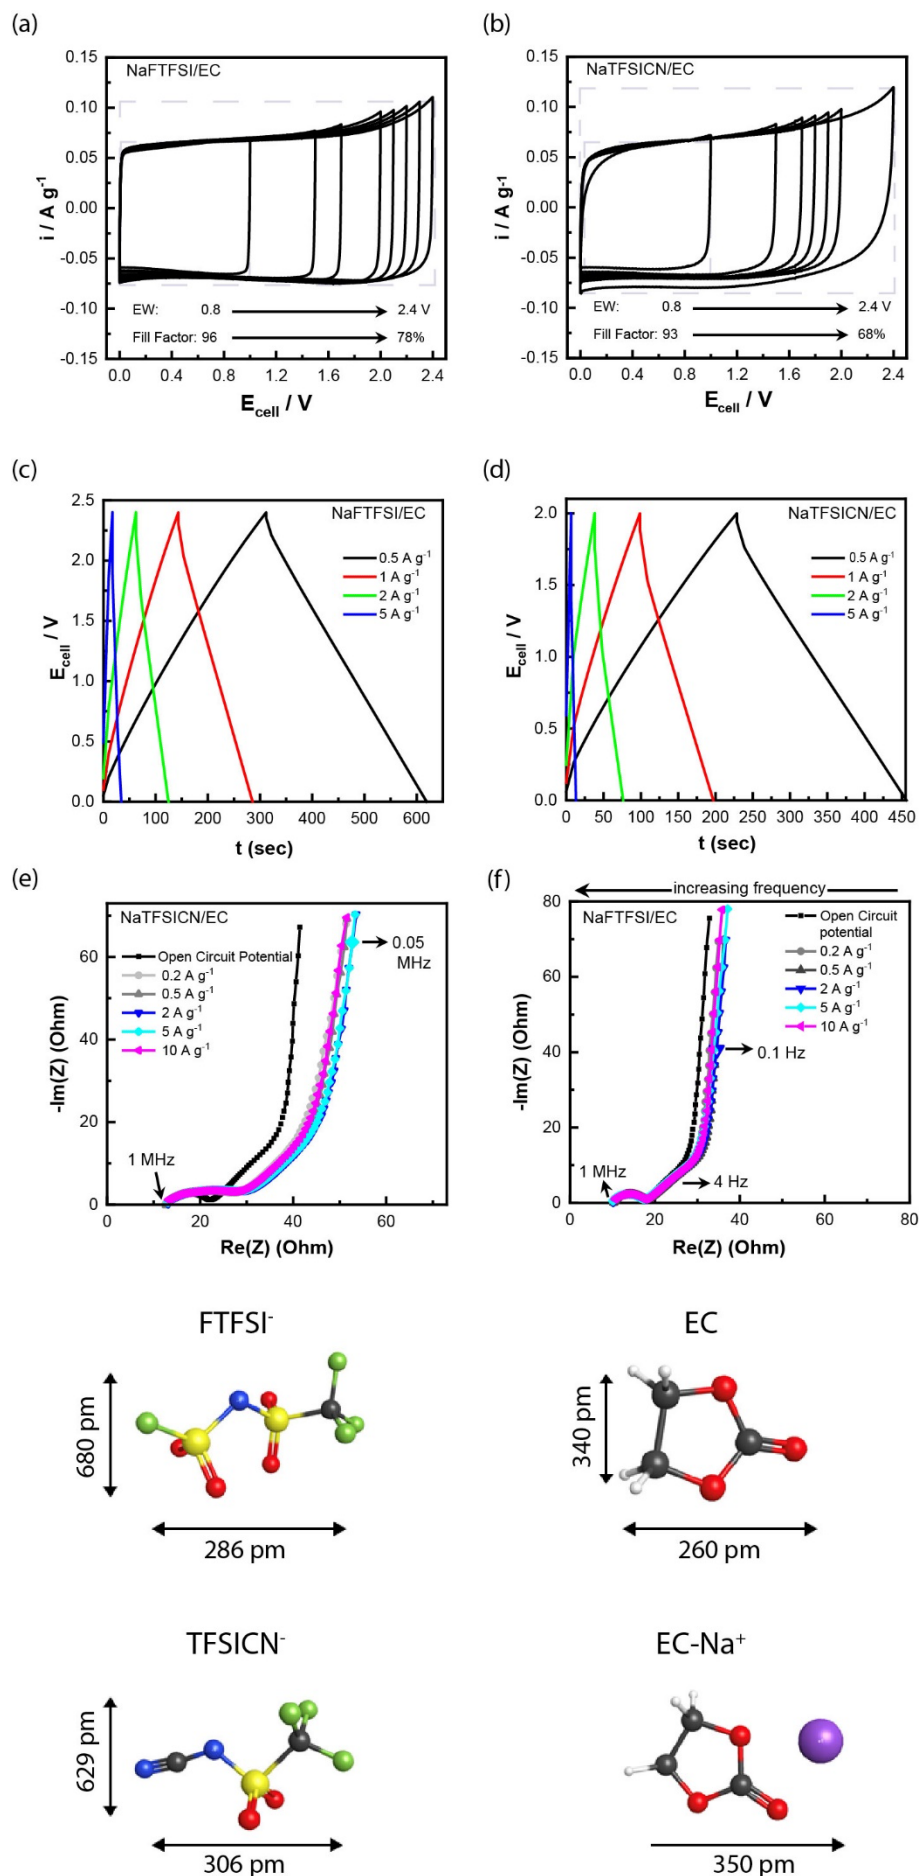 (a)
(b)
0.15
0.10
0.05
0.00
-0.05
-0.10
-0.15
i / A g⁻¹
NaFTFSI/EC
EW: 0.8 2.4 V
Fill Factor: 96 78%
0.0 0.4 0.8 1.2 1.6 2.0 2.4
E_cell / V
0.15
0.10
0.05
0.00
-0.05
-0.10
-0.15
i / A g⁻¹
NaTFSICN/EC
EW: 0.8 2.4 V
Fill Factor: 93 68%
0.0 0.4 0.8 1.2 1.6 2.0 2.4
E_cell / V
(c)
(d)
2.5
2.0
1.5
1.0
0.5
0.0
E_cell / V
NaFTFSI/EC
0.5 A g⁻¹
1 A g⁻¹
2 A g⁻¹
5 A g⁻¹
0 100 200 300 400 500 600
t (sec)
2.0
1.5
1.0
0.5
0.0
E_cell / V
NaTFSICN/EC
0.5 A g⁻¹
1 A g⁻¹
2 A g⁻¹
5 A g⁻¹
0 50 100 150 200 250 300 350 400 450
t (sec)
(e)
(f)
60
40
20
0
-Im(Z) (Ohm)
NaTFSICN/EC
Open Circuit Potential
0.2 A g⁻¹
0.5 A g⁻¹
2 A g⁻¹
5 A g⁻¹
10 A g⁻¹
0.05
MHz
1 MHz
0 20 40 60
Re(Z) (Ohm)
increasing frequency
80
60
40
20
0
-Im(Z) (Ohm)
NaFTFSI/EC
Open Circuit
potential
0.2 A g⁻¹
0.5 A g⁻¹
2 A g⁻¹
5 A g⁻¹
10 A g⁻¹
0.1 Hz
1 MHz
4 Hz
0 20 40 60 80
Re(Z) (Ohm)
FTFSI⁻
680 pm
286 pm
EC
340 pm
260 pm
TFSICN⁻
629 pm
306 pm
EC-Na⁺
350 pm